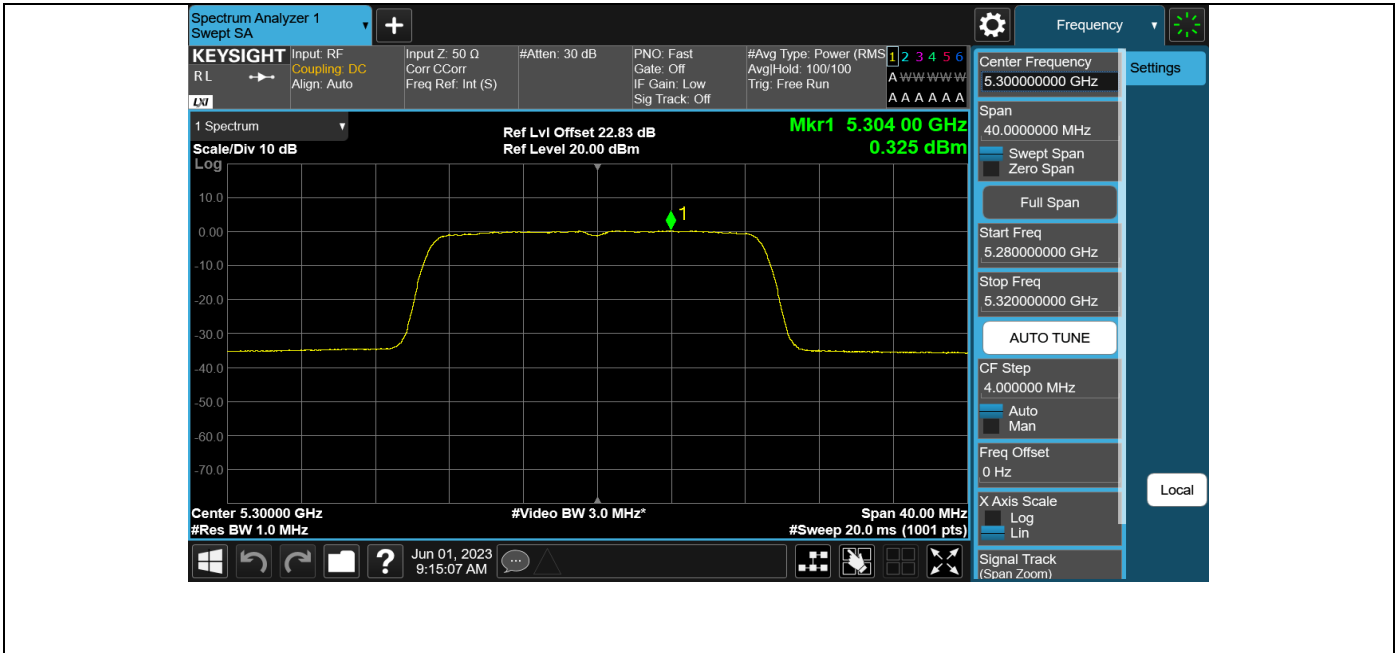 Spectrum Analyzer 1
Swept SA
+
Frequency
KEYSIGHT
R L
LXI
Input: RF
Coupling: DC
Align: Auto
Input Z: 50 Ω
Corr CCorr
Freq Ref: Int (S)
#Atten: 30 dB
PNO: Fast
Gate: Off
IF Gain: Low
Sig Track: Off
#Avg Type: Power (RMS
Avg|Hold: 100/100
Trig: Free Run
1 2 3 4 5 6
A W W W W W
A A A A A A
1 Spectrum
Scale/Div 10 dB
Log
Ref Lvl Offset 22.83 dB
Ref Level 20.00 dBm
Mkr1 5.304 00 GHz
0.325 dBm
1
10.0
0.00
-10.0
-20.0
-30.0
-40.0
-50.0
-60.0
-70.0
Center 5.30000 GHz
#Video BW 3.0 MHz*
Span 40.00 MHz
#Res BW 1.0 MHz
#Sweep 20.0 ms (1001 pts)
?
Jun 01, 2023
9:15:07 AM
Center Frequency
5.300000000 GHz
Span
40.0000000 MHz
Swept Span
Zero Span
Full Span
Start Freq
5.280000000 GHz
Stop Freq
5.320000000 GHz
AUTO TUNE
CF Step
4.000000 MHz
Auto
Man
Freq Offset
0 Hz
X Axis Scale
Log
Lin
Signal Track
(Span Zoom)
Settings
Local